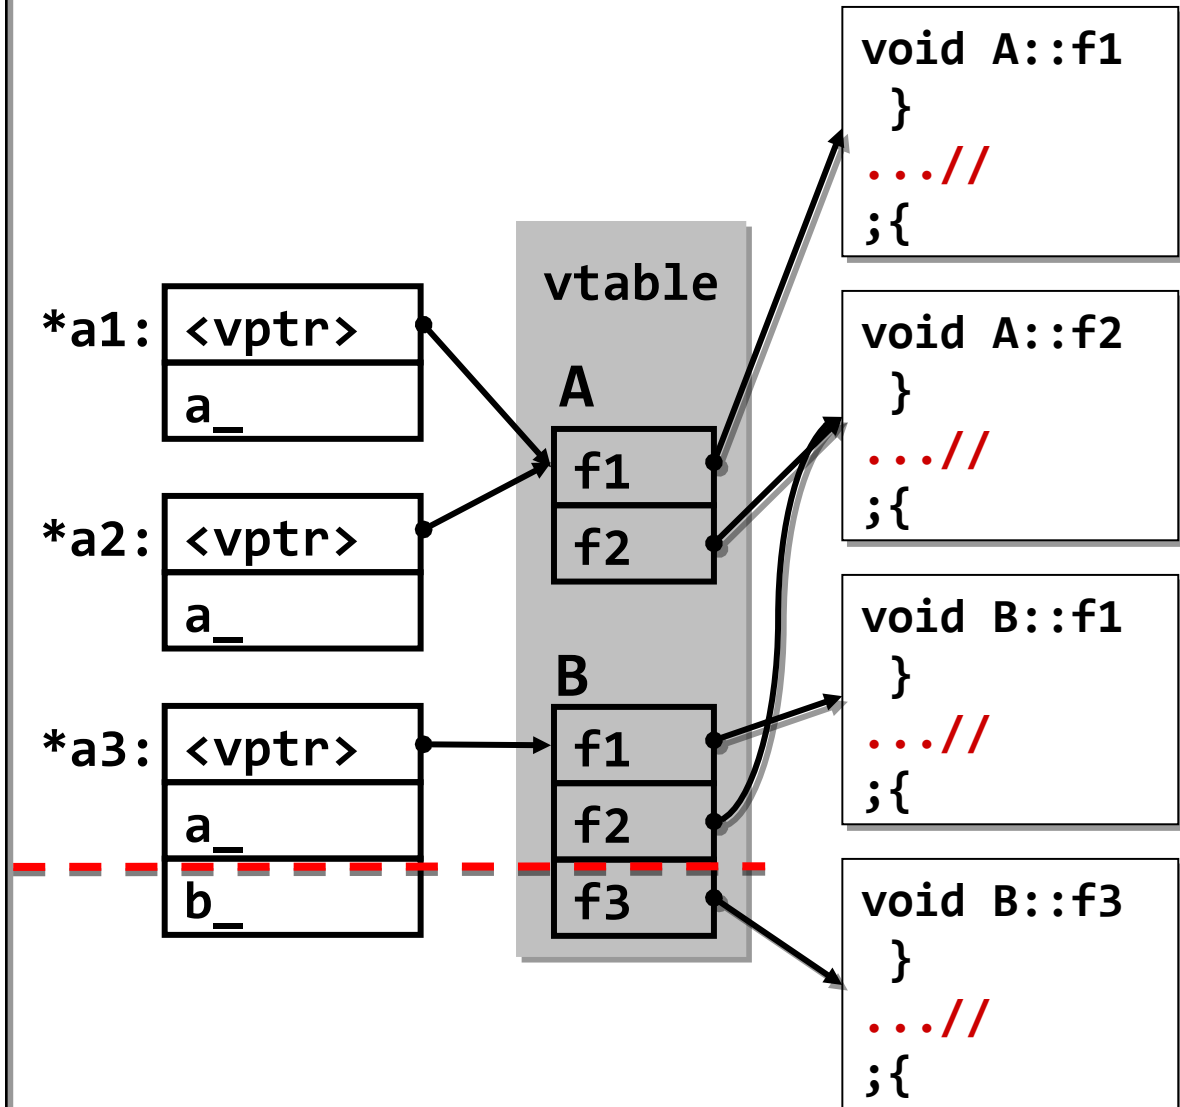 void A::f1
}
...//
;{
vtable
*a1: <vptr>
a_
A
f1
f2
*a2: <vptr>
a_
void A::f2
}
...//
;{
B
f1
f2
f3
*a3: <vptr>
a_
b_
void B::f1
}
...//
;{
void B::f3
}
...//
;{